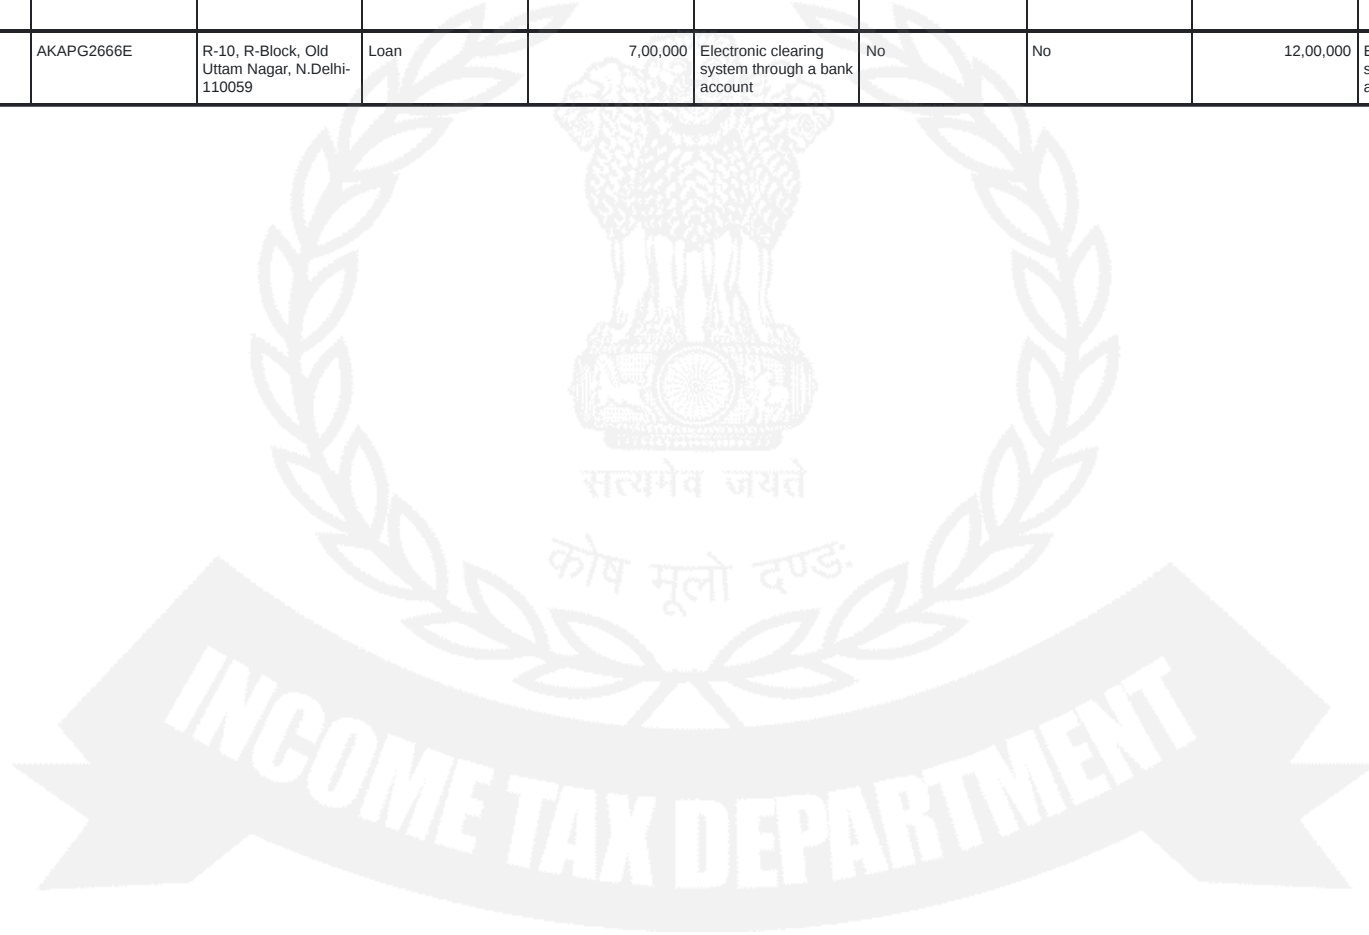 AKAPG2666E
R-10, R-Block, Old
Uttam Nagar, N.Delhi-
110059
Loan
7,00,000
Electronic clearing
system through a bank
account
No
No
12,00,000
E
s
a
सत्यमेव जयते
कोष मूलो दण्डः
INCOME TAX DEPARTMENT